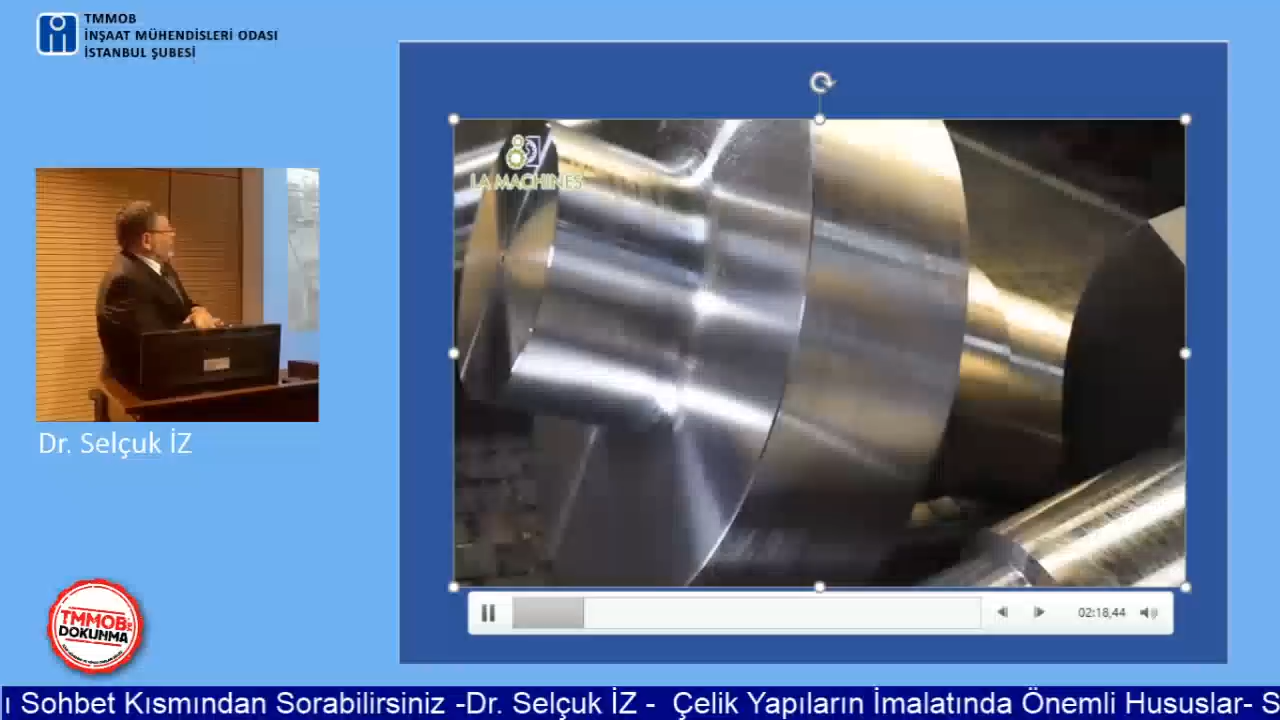 TMMOB
İNŞAAT MÜHENDİSLERİ ODASI
İSTANBUL ŞUBESİ
LA MACHINES
Dr. Selçuk İZ
TMMOB'YE
DOKUNMA
02:18,44
ı Sohbet Kısmından Sorabilirsiniz -Dr. Selçuk İZ - Çelik Yapıların İmalatında Önemli Hususlar- S